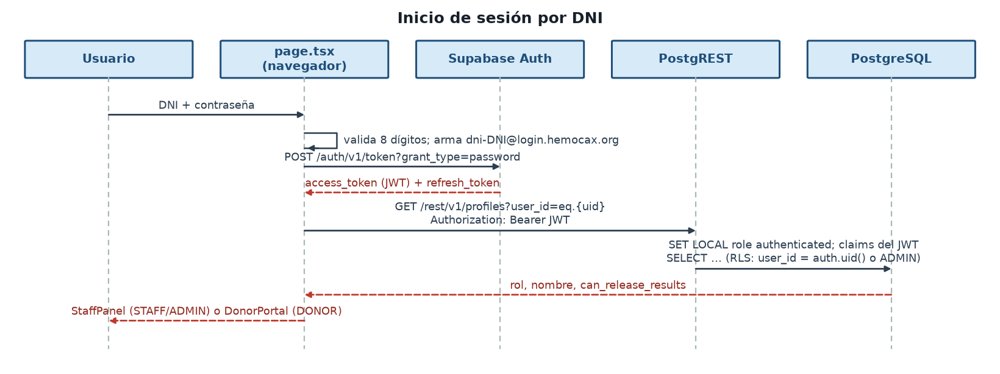 Inicio de sesión por DNI
Usuario
page.tsx
(navegador)
Supabase Auth
PostgREST
PostgreSQL
DNI + contraseña
valida 8 dígitos; arma dni-DNI@login.hemocax.org
POST /auth/v1/token?grant_type=password
access_token (JWT) + refresh_token
GET /rest/v1/profiles?user_id=eq.{uid}
Authorization: Bearer JWT
SET LOCAL role authenticated; claims del JWT
SELECT ... (RLS: user_id = auth.uid() o ADMIN)
rol, nombre, can_release_results
StaffPanel (STAFF/ADMIN) o DonorPortal (DONOR)